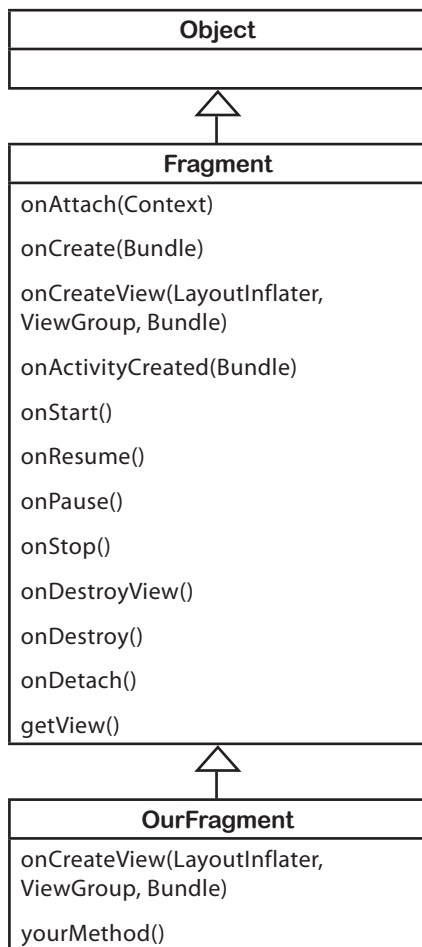 Object
Fragment
onAttach(Context)
onCreate(Bundle)
onCreateView(LayoutInflater,
ViewGroup, Bundle)
onActivityCreated(Bundle)
onStart()
onResume()
onPause()
onStop()
onDestroyView()
onDestroy()
onDetach()
getView()
OurFragment
onCreateView(LayoutInflater,
ViewGroup, Bundle)
yourMethod()